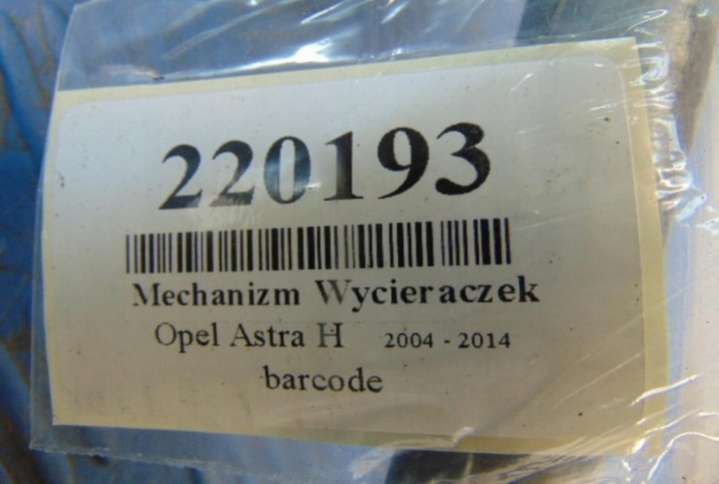 220193
Mechanizm Wycieraczek
Opel Astra H 2004 - 2014
barcode